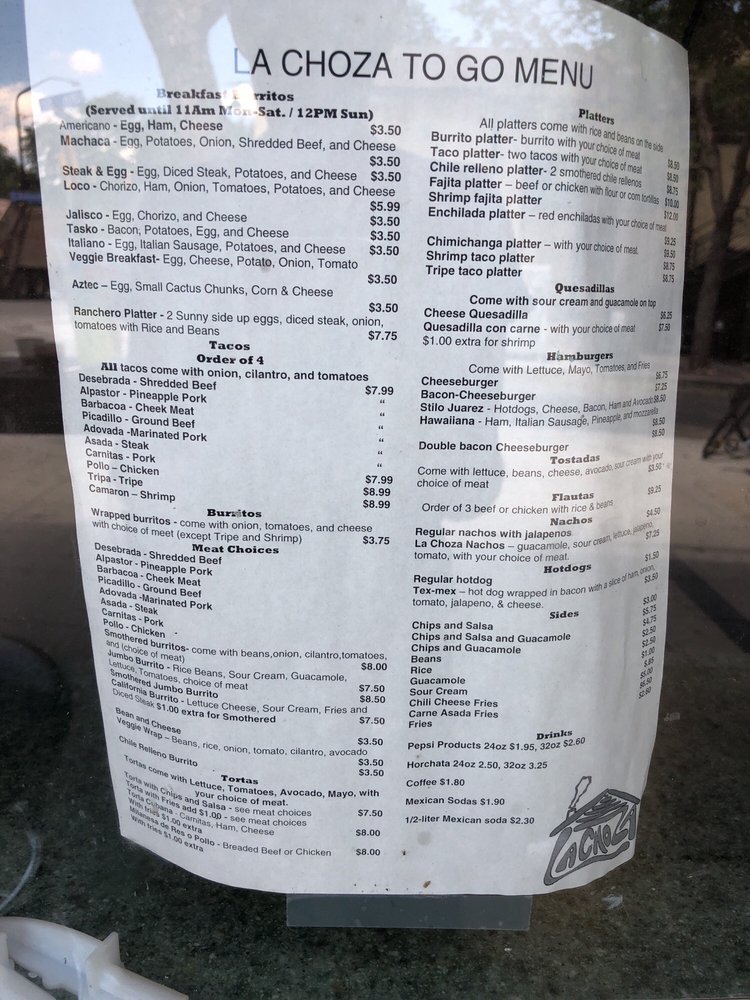 LA CHOZA TO GO MENU
Breakfast Burritos
(Served until 11Am Mon-Sat. / 12PM Sun)
Americano - Egg, Ham, Cheese $3.50
Machaca - Egg, Potatoes, Onion, Shredded Beef, and Cheese
$3.50
Steak & Egg - Egg, Diced Steak, Potatoes, and Cheese $3.50
Loco - Chorizo, Ham, Onion, Tomatoes, Potatoes, and Cheese
$5.99
Jalisco - Egg, Chorizo, and Cheese $3.50
Tasko - Bacon, Potatoes, Egg, and Cheese $3.50
Italiano - Egg, Italian Sausage, Potatoes, and Cheese $3.50
Veggie Breakfast- Egg, Cheese, Potato, Onion, Tomato
$3.50
Aztec – Egg, Small Cactus Chunks, Corn & Cheese
$3.50
Ranchero Platter - 2 Sunny side up eggs, diced steak, onion,
tomatoes with Rice and Beans $7.75
Tacos
Order of 4
All tacos come with onion, cilantro, and tomatoes
Desebrada - Shredded Beef $7.99
Alpastor - Pineapple Pork “
Barbacoa - Cheek Meat “
Picadillo - Ground Beef “
Adovada -Marinated Pork “
Asada - Steak “
Carnitas - Pork “
Pollo – Chicken $7.99
Tripa - Tripe $8.99
Camaron – Shrimp $8.99
Burritos
Wrapped burritos - come with onion, tomatoes, and cheese
with choice of meet (except Tripe and Shrimp) $3.75
Meat Choices
Desebrada - Shredded Beef
Alpastor - Pineapple Pork
Barbacoa - Cheek Meat
Picadillo - Ground Beef
Adovada -Marinated Pork
Asada - Steak
Carnitas - Pork
Pollo - Chicken
Smothered burritos- come with beans,onion, cilantro,tomatoes,
and (choice of meat) $8.00
Jumbo Burrito - Rice Beans, Sour Cream, Guacamole,
Lettuce, Tomatoes, choice of meat $7.50
Smothered Jumbo Burrito $8.50
California Burrito - Lettuce Cheese, Sour Cream, Fries and
Diced Steak $1.00 extra for Smothered $7.50
Bean and Cheese $3.50
Veggie Wrap – Beans, rice, onion, tomato, cilantro, avocado
$3.50
Chile Relleno Burrito $3.50
Tortas
Tortas come with Lettuce, Tomatoes, Avocado, Mayo, with
your choice of meat.
Torta with Chips and Salsa - see meat choices $7.50
Torta with Fries add $1.00 - see meat choices
Torta Cubana - Carnitas, Ham, Cheese $8.00
With fries $1.00 extra
Milanesa de Res o Pollo - Breaded Beef or Chicken $8.00
With fries $1.00 extra
Platters
All platters come with rice and beans on the side
Burrito platter- burrito with your choice of meat $8.50
Taco platter- two tacos with your choice of meat $8.50
Chile relleno platter- 2 smothered chile rellenos $8.75
Fajita platter – beef or chicken with flour or corn tortillas $10.00
Shrimp fajita platter $12.00
Enchilada platter – red enchiladas with your choice of meat
$9.25
Chimichanga platter – with your choice of meat. $9.50
Shrimp taco platter $8.75
Tripe taco platter $8.75
Quesadillas
Come with sour cream and guacamole on top
Cheese Quesadilla $6.25
Quesadilla con carne - with your choice of meat $7.50
$1.00 extra for shrimp
Hamburgers
Come with Lettuce, Mayo, Tomatoes, and Fries
Cheeseburger $6.75
Bacon-Cheeseburger $7.25
Stilo Juarez - Hotdogs, Cheese, Bacon, Ham and Avocado $8.50
Hawaiiana - Ham, Italian Sausage, Pineapple, and mozzarella
$8.50
Double bacon Cheeseburger $8.50
Tostadas
Come with lettuce, beans, cheese, avocado, sour cream with your
choice of meat $3.50
Flautas
Order of 3 beef or chicken with rice & beans $9.25
Nachos
Regular nachos with jalapenos $4.50
La Choza Nachos – guacamole, sour cream, lettuce, jalapeno,
tomato, with your choice of meat. $7.25
Hotdogs
Regular hotdog $1.50
Tex-mex – hot dog wrapped in bacon with a slice of ham, onion,
tomato, jalapeno, & cheese. $3.50
Sides
Chips and Salsa $3.00
Chips and Salsa and Guacamole $5.75
Chips and Guacamole $4.75
Beans $2.50
Rice $2.50
Guacamole $1.00
Sour Cream $.85
Chili Cheese Fries $5.00
Carne Asada Fries $6.50
Fries $2.60
Drinks
Pepsi Products 24oz $1.95, 32oz $2.60
Horchata 24oz 2.50, 32oz 3.25
Coffee $1.80
Mexican Sodas $1.90
1/2-liter Mexican soda $2.30
LA CHOZA